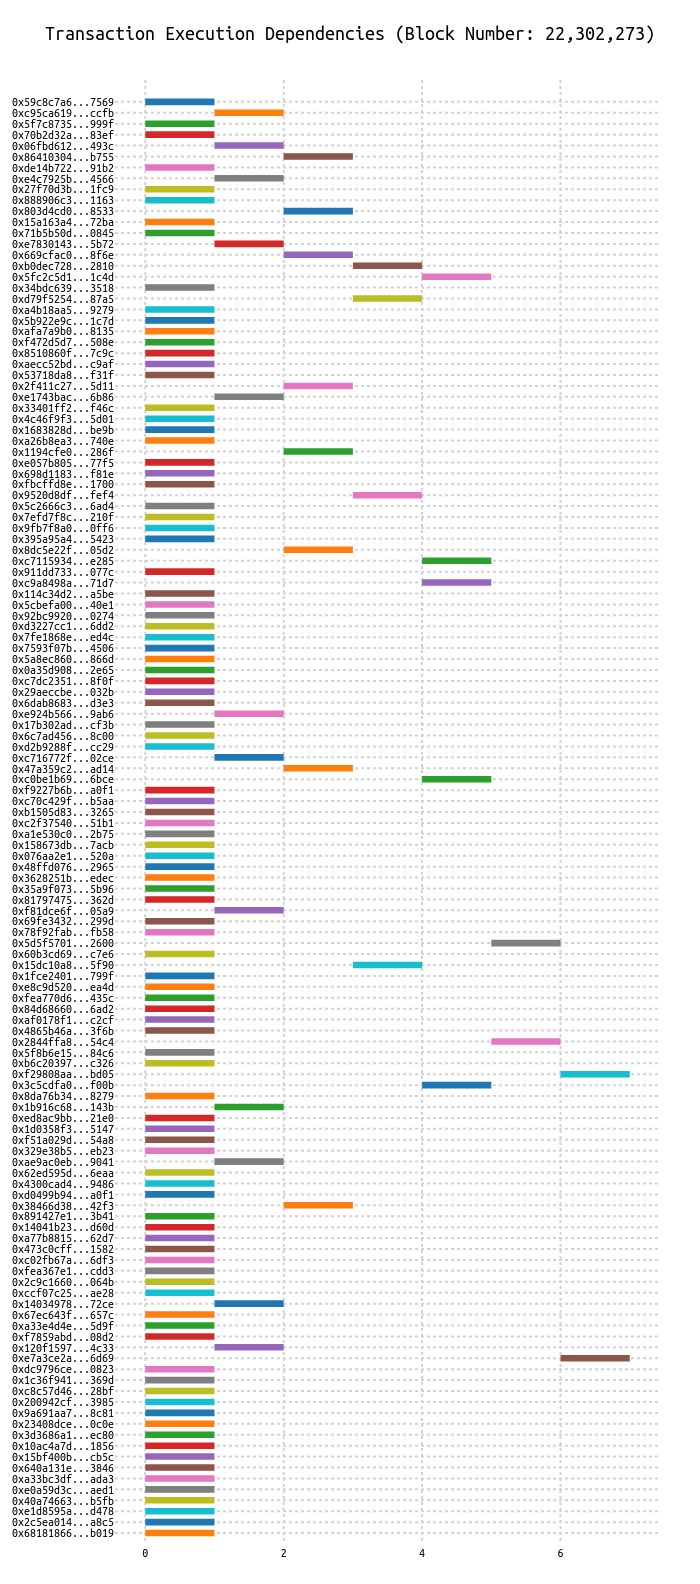 Transaction Execution Dependencies (Block Number: 22,302,273)
0x59c8c7a6...7569
0xc95ca619...ccfb
0x5f7c8735...999f
0x70b2d32a...83ef
0x06fbd612...493c
0x86410304...b755
0xde14b722...91b2
0xe4c7925b...4566
0x27f70d3b...1fc9
0x888906c3...1163
0x803d4cd0...8533
0x15a163a4...72ba
0x71b5b50d...0845
0xe7830143...5b72
0x669cfac0...8f6e
0xb0dec728...2810
0x5fc2c5d1...1c4d
0x34bdc639...3518
0xd79f5254...87a5
0xa4b18aa5...9279
0x5b922e9c...1c7d
0xafa7a9b0...8135
0xf472d5d7...508e
0x8510860f...7c9c
0xaecc52bd...c9af
0x53718da8...f31f
0x2f411c27...5d11
0xe1743bac...6b86
0x33401ff2...f46c
0x4c46f9f3...5d01
0x1683828d...be9b
0xa26b8ea3...740e
0x1194cfe0...286f
0xe057b805...77f5
0x698d1183...f81e
0xfbcffd8e...1700
0x9520d8df...fef4
0x5c2666c3...6ad4
0x7efd7f8c...210f
0x9fb7f8a0...0ff6
0x395a95a4...5423
0x8dc5e22f...05d2
0xc7115934...e285
0x911dd733...077c
0xc9a8498a...71d7
0x114c34d2...a5be
0x5cbefa00...40e1
0x92bc9920...0274
0xd3227cc1...6dd2
0x7fe1868e...ed4c
0x7593f07b...4506
0x5a8ec860...866d
0x0a35d908...2e65
0xc7dc2351...8f0f
0x29aeccbe...032b
0x6dab8683...d3e3
0xe924b566...9ab6
0x17b302ad...cf3b
0x6c7ad456...8c00
0xd2b9288f...cc29
0xc716772f...02ce
0x47a359c2...ad14
0xc0be1b69...6bce
0xf9227b6b...a0f1
0xc70c429f...b5aa
0xb1505d83...3265
0xc2f37540...51b1
0xa1e530c0...2b75
0x158673db...7acb
0x076aa2e1...520a
0x48ffd076...2965
0x3628251b...edec
0x35a9f073...5b96
0x81797475...362d
0xf81dce6f...05a9
0x69fe3432...299d
0x78f92fab...fb58
0x5d5f5701...2600
0x60b3cd69...c7e6
0x15dc10a8...5f90
0x1fce2401...799f
0xe8c9d520...ea4d
0xfea770d6...435c
0x84d68660...6ad2
0xaf0178f1...c2cf
0x4865b46a...3f6b
0x2844ffa8...54c4
0x5f8b6e15...84c6
0xb6c20397...c326
0xf29808aa...bd05
0x3c5cdfa0...f00b
0x8da76b34...8279
0x1b916c68...143b
0xed8ac9bb...21e0
0x1d0358f3...5147
0xf51a029d...54a8
0x329e38b5...eb23
0xae9ac0eb...9041
0x62ed595d...6eaa
0x4300cad4...9486
0xd0499b94...a0f1
0x38466d38...42f3
0x891427e1...3b41
0x14041b23...d60d
0xa77b8815...62d7
0x473c0cff...1582
0xc02fb67a...6df3
0xfea367e1...cdd3
0x2c9c1660...064b
0xccf07c25...ae28
0x14034978...72ce
0x67ec643f...657c
0xa33e4d4e...5d9f
0xf7859abd...08d2
0x120f1597...4c33
0xe7a3ce2a...6d69
0xdc9796ce...0823
0x1c36f941...369d
0xc8c57d46...28bf
0x200942cf...3985
0x9a691aa7...8c81
0x23408dce...0c0e
0x3d3686a1...ec80
0x10ac4a7d...1856
0x15bf400b...cb5c
0x640a131e...3846
0xa33bc3df...ada3
0xe0a59d3c...aed1
0x40a74663...b5fb
0xe1d8595a...d478
0x2c5ea014...a8c5
0x68181866...b019
0 2 4 6